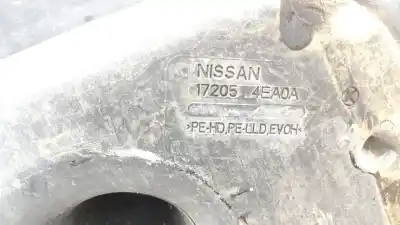 NISSAN
17205 4EA0A
>PE-HD,PE-LLD,EVOH<